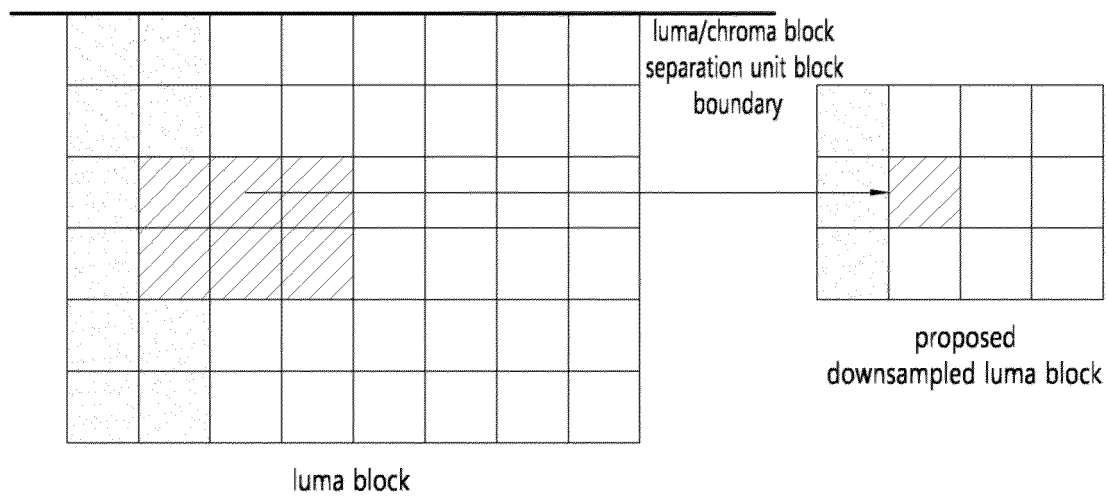 luma/chroma block
separation unit block
boundary
proposed
downsampled luma block
luma block